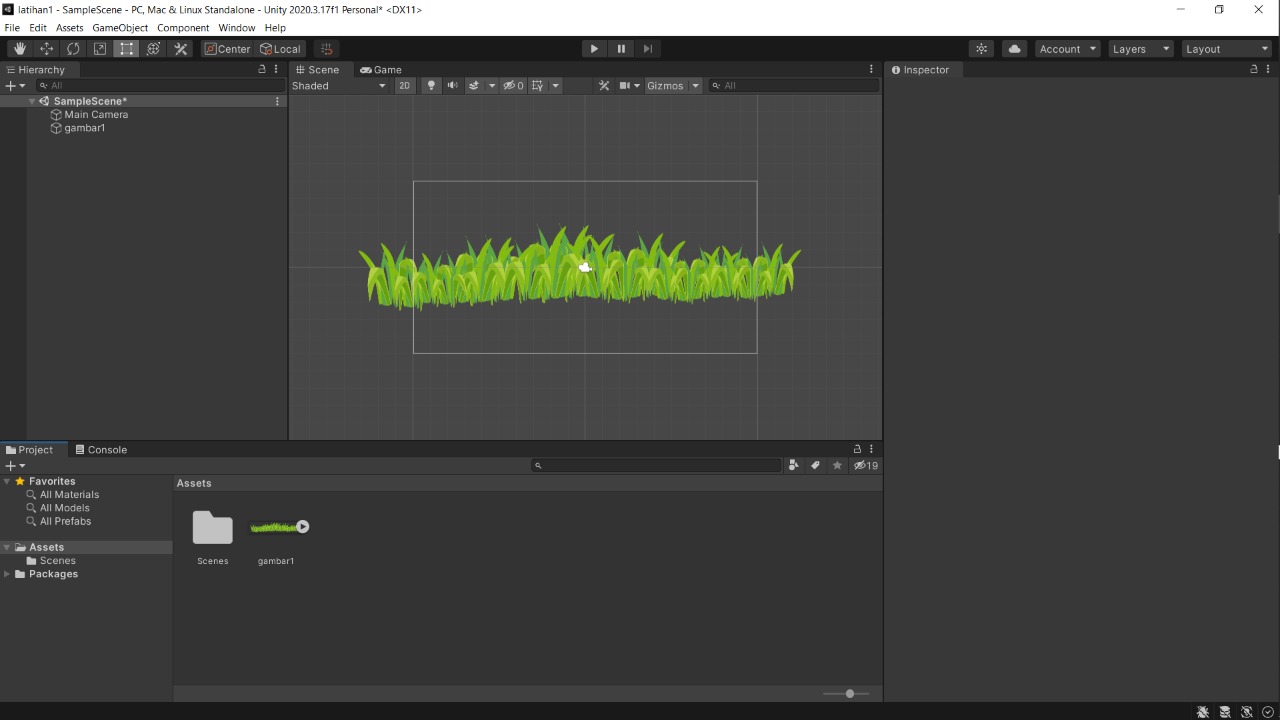 latihan1 - SampleScene - PC, Mac & Linux Standalone - Unity 2020.3.17f1 Personal* <DX11>
File Edit Assets GameObject Component Window Help
Center Local Account Layers Layout
Hierarchy
All
SampleScene*
Main Camera
gambar1
Scene Game
Shaded 2D 0 Gizmos All
Inspector
Project Console
19
Favorites
All Materials
All Models
All Prefabs
Assets
Scenes
Packages
Assets
Scenes gambar1